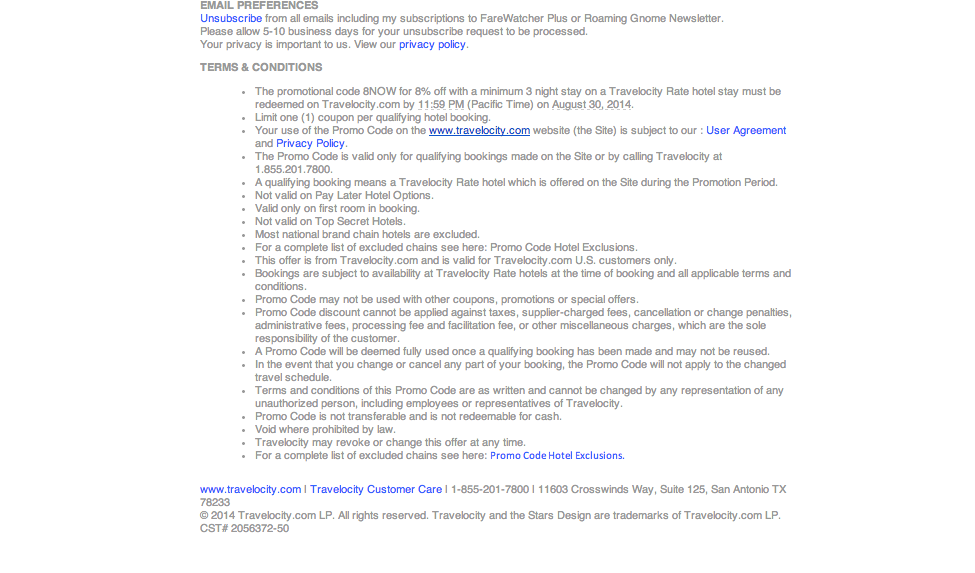 EMAIL PREFERENCES
Unsubscribe from all emails including my subscriptions to FareWatcher Plus or Roaming Gnome Newsletter.
Please allow 5-10 business days for your unsubscribe request to be processed.
Your privacy is important to us. View our privacy policy.
TERMS & CONDITIONS
• The promotional code 8NOW for 8% off with a minimum 3 night stay on a Travelocity Rate hotel stay must be
redeemed on Travelocity.com by 11:59 PM (Pacific Time) on August 30, 2014.
• Limit one (1) coupon per qualifying hotel booking.
• Your use of the Promo Code on the www.travelocity.com website (the Site) is subject to our : User Agreement
and Privacy Policy.
• The Promo Code is valid only for qualifying bookings made on the Site or by calling Travelocity at
1.855.201.7800.
• A qualifying booking means a Travelocity Rate hotel which is offered on the Site during the Promotion Period.
• Not valid on Pay Later Hotel Options.
• Valid only on first room in booking.
• Not valid on Top Secret Hotels.
• Most national brand chain hotels are excluded.
• For a complete list of excluded chains see here: Promo Code Hotel Exclusions.
• This offer is from Travelocity.com and is valid for Travelocity.com U.S. customers only.
• Bookings are subject to availability at Travelocity Rate hotels at the time of booking and all applicable terms and
conditions.
• Promo Code may not be used with other coupons, promotions or special offers.
• Promo Code discount cannot be applied against taxes, supplier-charged fees, cancellation or change penalties,
administrative fees, processing fee and facilitation fee, or other miscellaneous charges, which are the sole
responsibility of the customer.
• A Promo Code will be deemed fully used once a qualifying booking has been made and may not be reused.
• In the event that you change or cancel any part of your booking, the Promo Code will not apply to the changed
travel schedule.
• Terms and conditions of this Promo Code are as written and cannot be changed by any representation of any
unauthorized person, including employees or representatives of Travelocity.
• Promo Code is not transferable and is not redeemable for cash.
• Void where prohibited by law.
• Travelocity may revoke or change this offer at any time.
• For a complete list of excluded chains see here: Promo Code Hotel Exclusions.
www.travelocity.com | Travelocity Customer Care | 1-855-201-7800 | 11603 Crosswinds Way, Suite 125, San Antonio TX
78233
© 2014 Travelocity.com LP. All rights reserved. Travelocity and the Stars Design are trademarks of Travelocity.com LP.
CST# 2056372-50